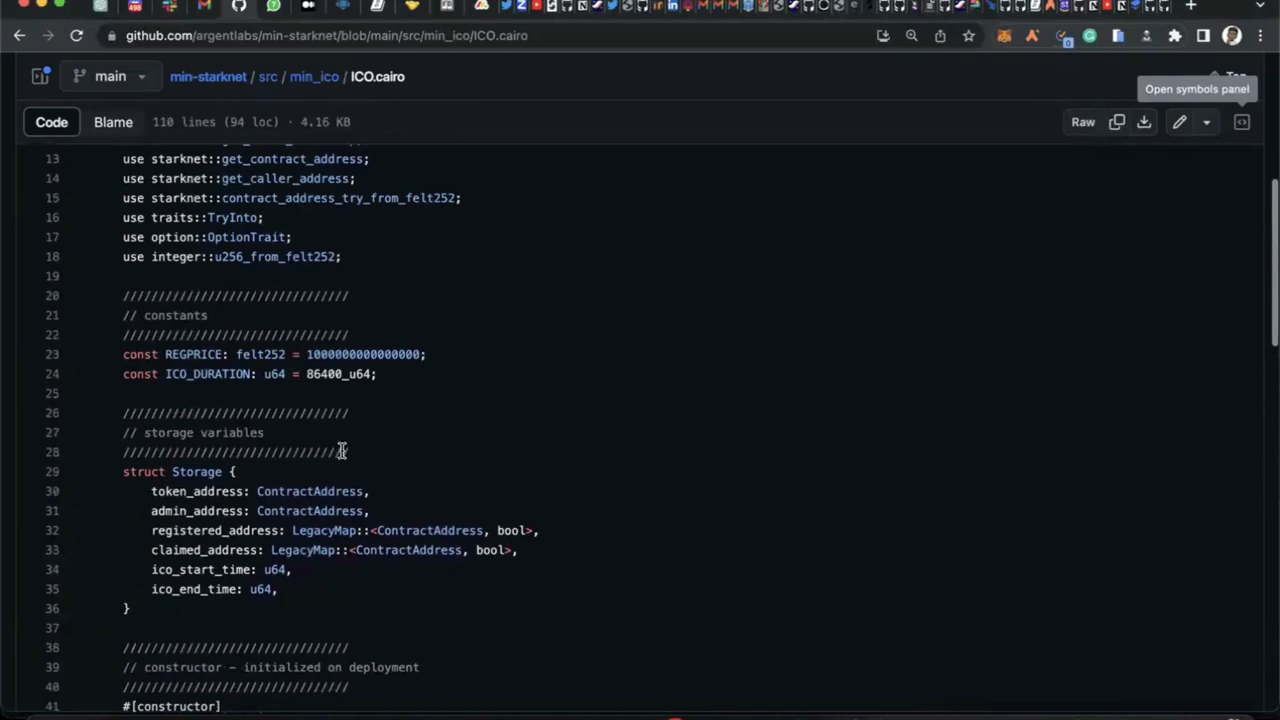 github.com/argentlabs/min-starknet/blob/main/src/min_ico/ICO.cairo
main
min-starknet / src / min_ico / ICO.cairo
Open symbols panel
Code
Blame
110 lines (94 loc) · 4.16 KB
Raw
13 use starknet::get_contract_address;
14 use starknet::get_caller_address;
15 use starknet::contract_address_try_from_felt252;
16 use traits::TryInto;
17 use option::OptionTrait;
18 use integer::u256_from_felt252;
19
20 ////////////////////////////////
21 // constants
22 ////////////////////////////////
23 const REGPRICE: felt252 = 1000000000000000;
24 const ICO_DURATION: u64 = 86400_u64;
25
26 ////////////////////////////////
27 // storage variables
28 ////////////////////////////////
29 struct Storage {
30 token_address: ContractAddress,
31 admin_address: ContractAddress,
32 registered_address: LegacyMap::<ContractAddress, bool>,
33 claimed_address: LegacyMap::<ContractAddress, bool>,
34 ico_start_time: u64,
35 ico_end_time: u64,
36 }
37
38 ////////////////////////////////
39 // constructor – initialized on deployment
40 ////////////////////////////////
41 #[constructor]